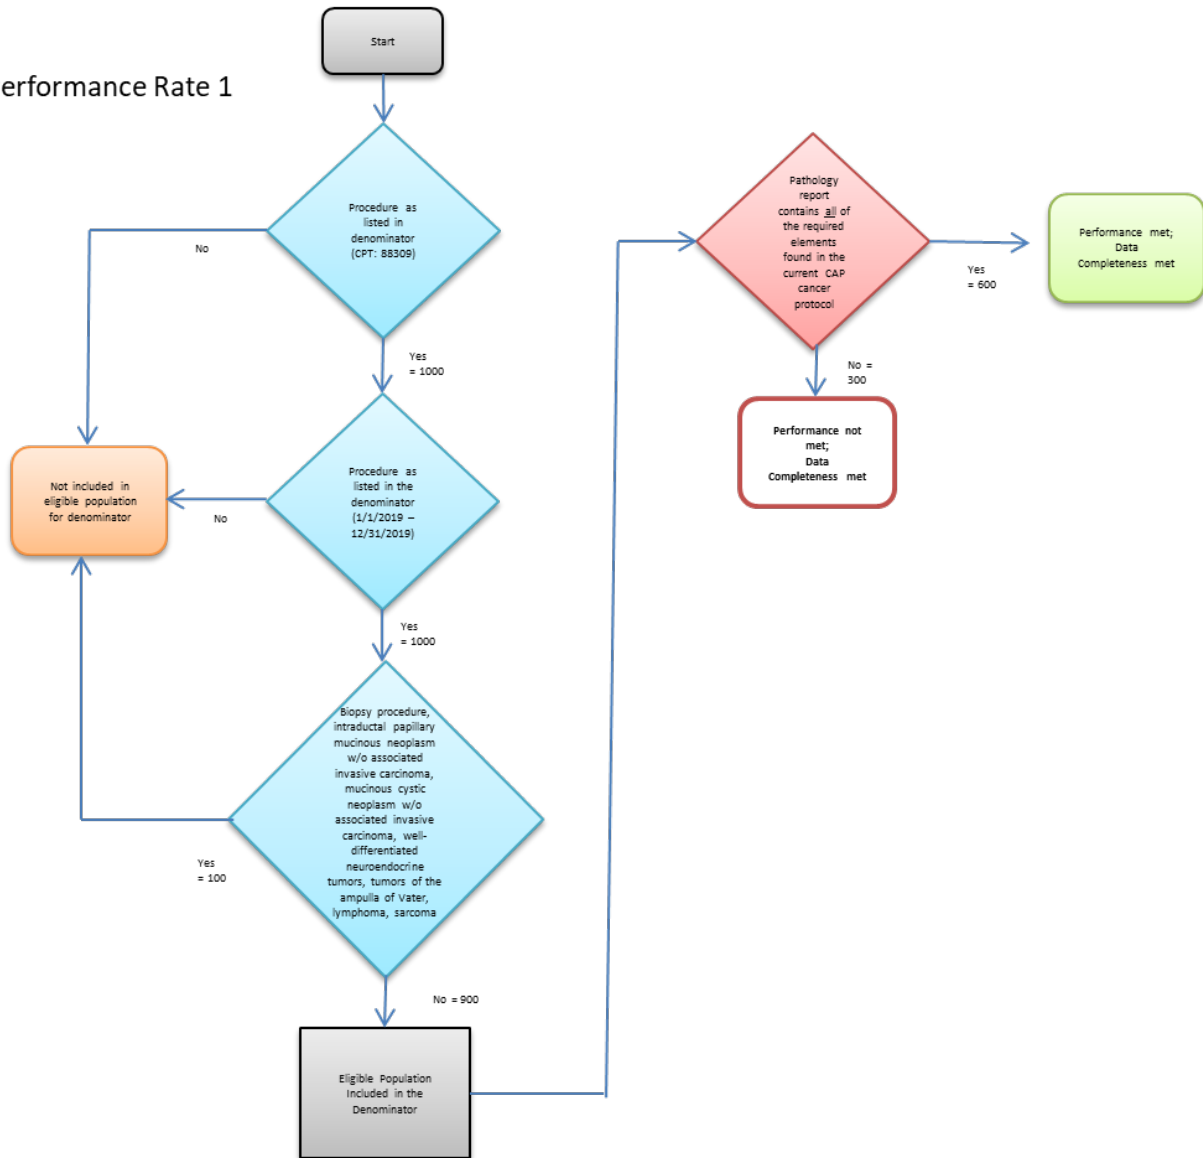 Start
erformance Rate 1
Procedure as
listed in
denominator
(CPT: 88309)
No
Yes
= 1000
Procedure as
listed in the
denominator
(1/1/2019 –
12/31/2019)
Not included in
eligible population
for denominator
No
Yes
= 1000
Biopsy procedure,
intraductal papillary
mucinous neoplasm
w/o associated
invasive carcinoma,
mucinous cystic
neoplasm w/o
associated invasive
carcinoma, well-
differentiated
neuroendocrine
tumors, tumors of the
ampulla of Vater,
lymphoma, sarcoma
Yes
= 100
No = 900
Eligible Population
Included in the
Denominator
Pathology
report
contains all of
the required
elements
found in the
current CAP
cancer
protocol
Yes
= 600
Performance met;
Data
Completeness met
No =
300
Performance not
met;
Data
Completeness met